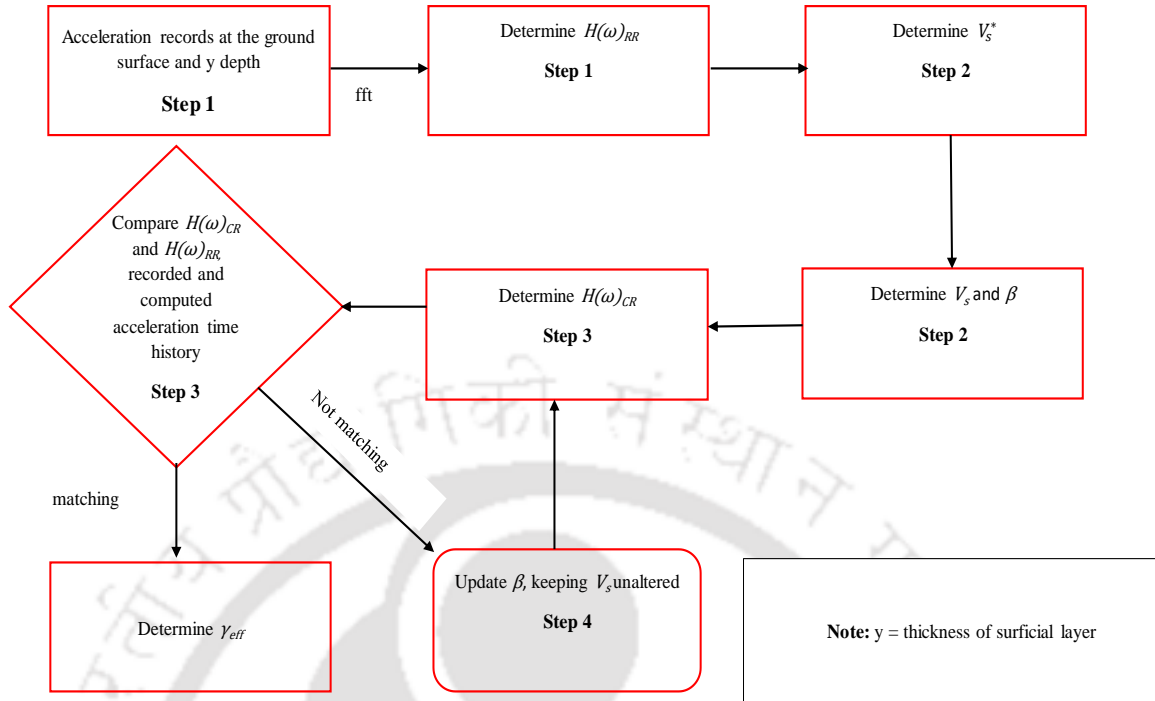 Acceleration records at the ground
surface and y depth
Step 1
fft
Determine H(ω)RR
Step 1
Determine Vs*
Step 2
Determine Vs and β
Step 2
Determine H(ω)CR
Step 3
Compare H(ω)CR
and H(ω)RR,
recorded and
computed
acceleration time
history
Step 3
Not matching
matching
Update β, keeping Vs unaltered
Step 4
Determine γeff
Note: y = thickness of surficial layer